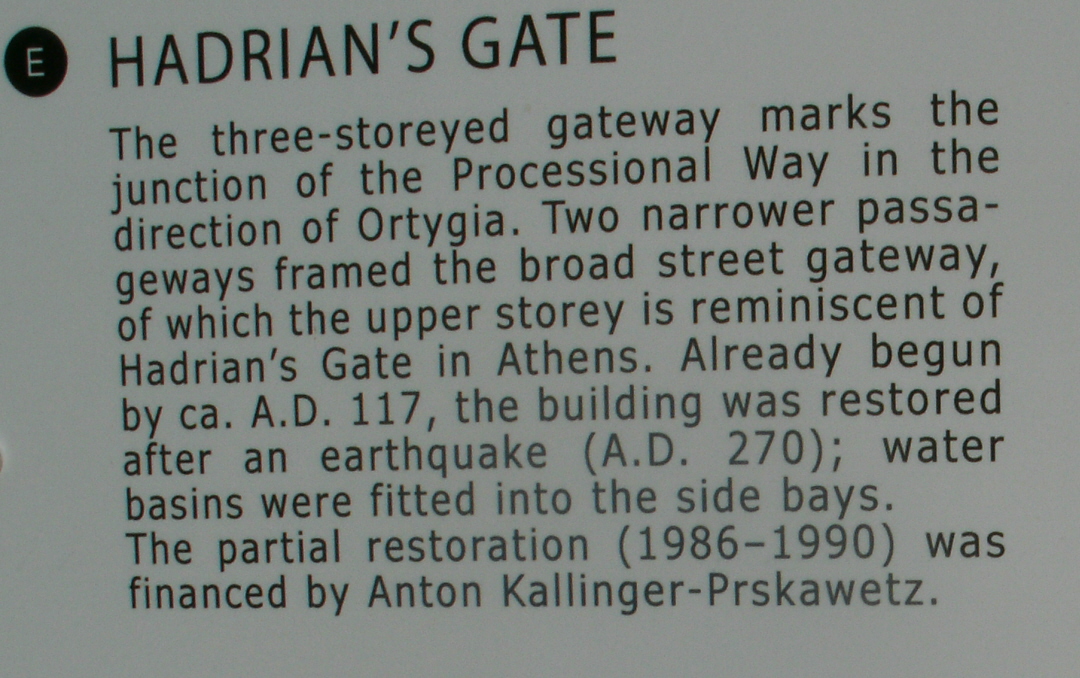 E HADRIAN'S GATE
The three-storeyed gateway marks the
junction of the Processional Way in the
direction of Ortygia. Two narrower passa-
geways framed the broad street gateway,
of which the upper storey is reminiscent of
Hadrian's Gate in Athens. Already begun
by ca. A.D. 117, the building was restored
after an earthquake (A.D. 270); water
basins were fitted into the side bays.
The partial restoration (1986–1990) was
financed by Anton Kallinger-Prskawetz.